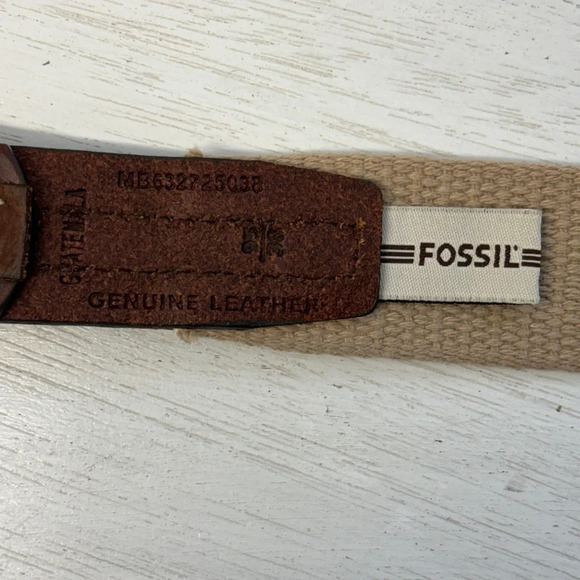 MB632725038
GUATEMALA
GENUINE LEATHER
FOSSIL